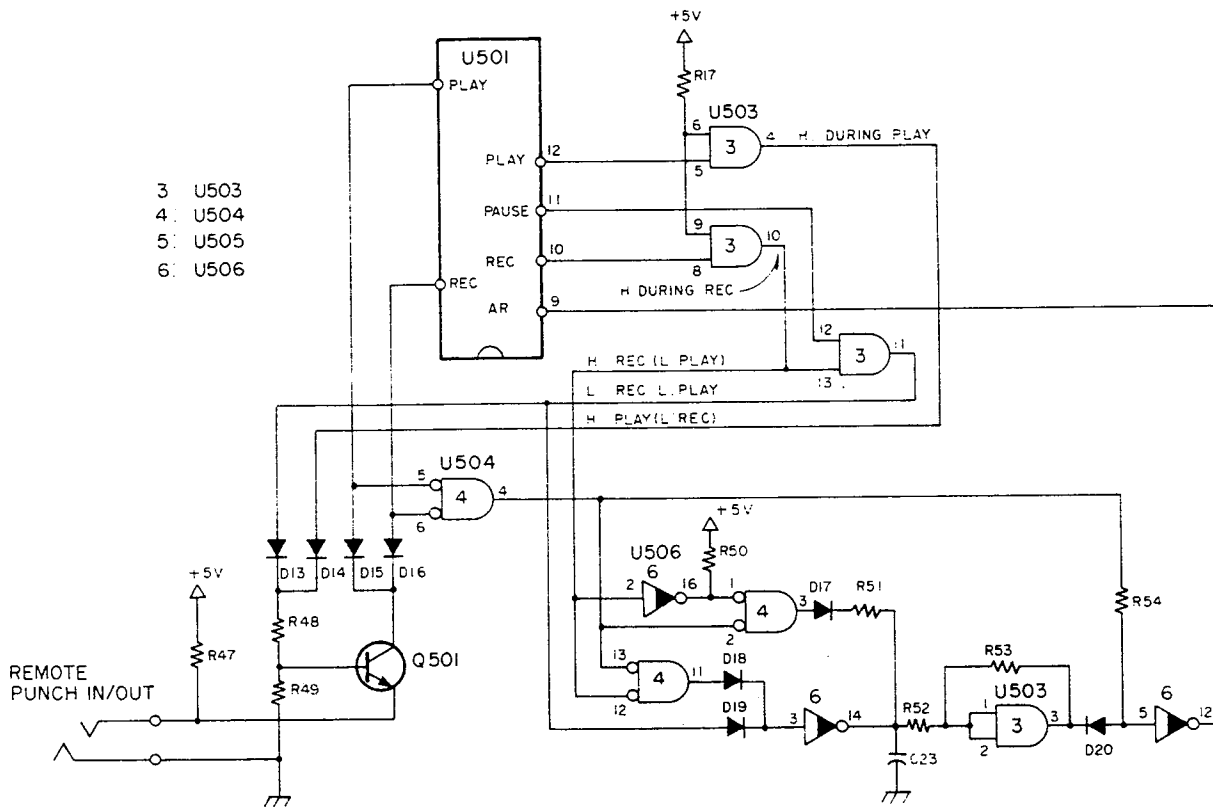 +5V
U501
PLAY
R17
U503
6
3
4
H. DURING PLAY
12
PLAY
5
3 U503
4: U504
5: U505
6: U506
11
PAUSE
9
3
10
10
REC
8
REC
H DURING REC
9
AR
12
3
11
H REC (L PLAY)
13
L REC L. PLAY
H PLAY (L REC)
U504
5
4
4
6
+5V
U506
R50
D13
D14
D15
D16
6
+5V
2
16
1
4
3
D17
R51
R54
R48
2
R47
Q501
R53
13
D18
U503
6
REMOTE
PUNCH IN/OUT
R49
4
11
D19
6
R52
1
3
3
5
12
12
3
14
2
D20
C23